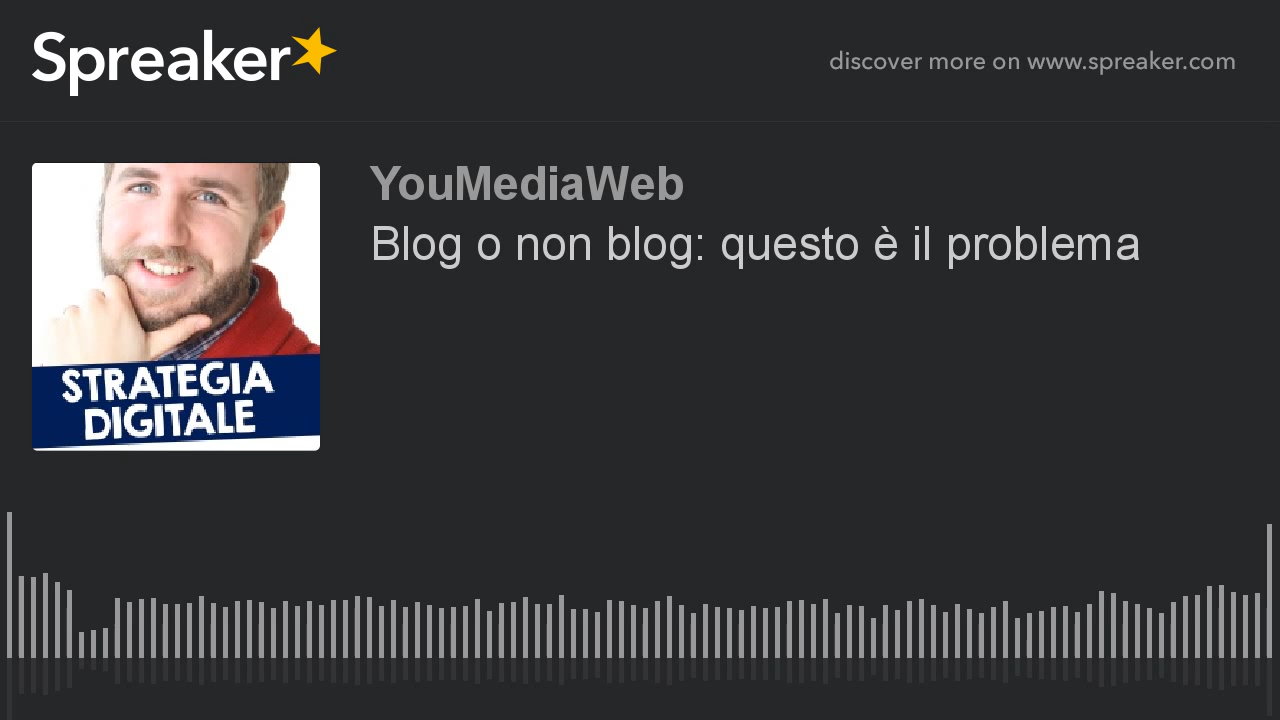 Spreaker
discover more on www.spreaker.com
YouMediaWeb
Blog o non blog: questo è il problema
STRATEGIA
DIGITALE